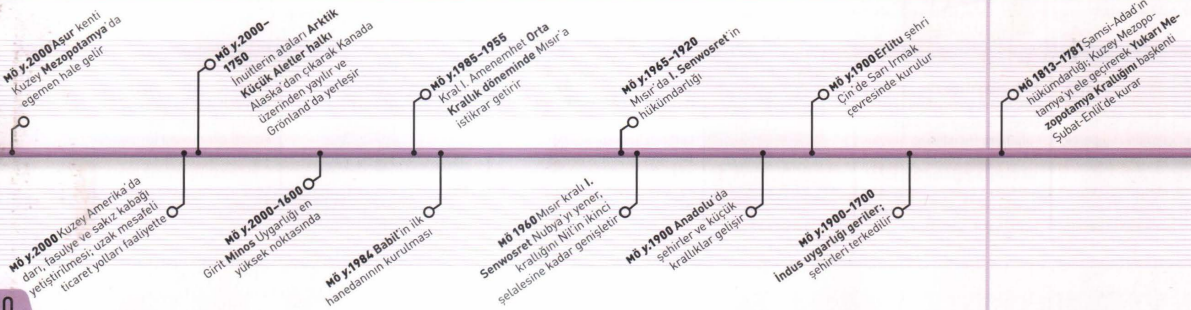 MÖ y.2000 Aşur kenti
Kuzey Mezopotamya'da
egemen hale gelir
MÖ y.2000–
1750
İnuitlerin ataları Arktik
Küçük Aletler halkı
Alaska'dan çıkarak Kanada
üzerinden yayılır ve
Grönland'da yerleşir
MÖ y.1985–1955
Kral I. Amenemhet Orta
Krallık döneminde Mısır'a
istikrar getirir
MÖ y.1965–1920
Mısır'da I. Senwosret'in
hükümdarlığı
MÖ y.1900 Erlitu şehri
Çin'de Sarı Irmak
çevresinde kurulur
MÖ 1813–1781 Şamsi-Adad'ın
hükümdarlığı; Kuzey Mezopo-
tamya'yı ele geçirerek Yukarı Me-
zopotamya Krallığını başkenti
Şubat-Enlil'de kurar
MÖ y.2000 Kuzey Amerika'da
darı, fasulye ve sakız kabağı
yetiştirilmesi; uzak mesafeli
ticaret yolları faaliyette
MÖ y.2000–1600
Girit Minos Uygarlığı en
yüksek noktasında
MÖ y.1984 Babil'in ilk
hanedanının kurulması
MÖ 1960 Mısır kralı I.
Senwosret Nubya'yı yener,
krallığını Nil'in ikinci
şelalesine kadar genişletir
MÖ y.1900 Anadolu'da
şehirler ve küçük
krallıklar gelişir
MÖ y.1900–1700
İndus uygarlığı geriler;
şehirleri terkedilir